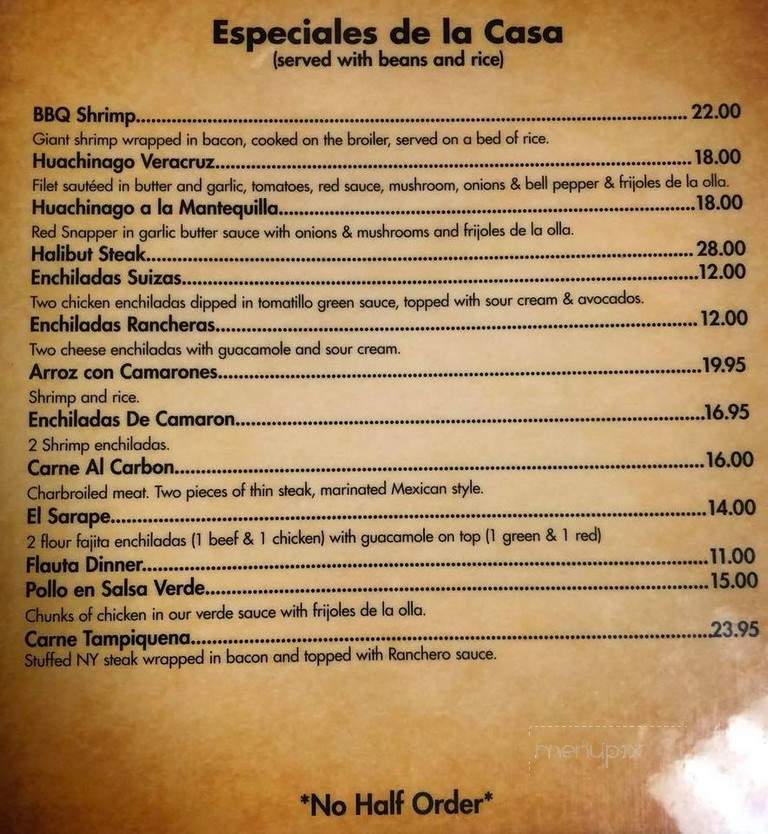 Especiales de la Casa
(served with beans and rice)
BBQ Shrimp........................................ 22.00
Giant shrimp wrapped in bacon, cooked on the broiler, served on a bed of rice.
Huachinago Veracruz........................................18.00
Filet sautéed in butter and garlic, tomatoes, red sauce, mushroom, onions & bell pepper & frijoles de la olla.
Huachinago a la Mantequilla........................................18.00
Red Snapper in garlic butter sauce with onions & mushrooms and frijoles de la olla.
Halibut Steak........................................28.00
Enchiladas Suizas........................................12.00
Two chicken enchiladas dipped in tomatillo green sauce, topped with sour cream & avocados.
Enchiladas Rancheras........................................ 12.00
Two cheese enchiladas with guacamole and sour cream.
Arroz con Camarones........................................19.95
Shrimp and rice.
Enchiladas De Camaron........................................16.95
2 Shrimp enchiladas.
Carne Al Carbon........................................16.00
Charbroiled meat. Two pieces of thin steak, marinated Mexican style.
El Sarape........................................14.00
2 flour fajita enchiladas (1 beef & 1 chicken) with guacamole on top (1 green & 1 red)
Flauta Dinner........................................11.00
Pollo en Salsa Verde........................................15.00
Chunks of chicken in our verde sauce with frijoles de la olla.
Carne Tampiquena........................................23.95
Stuffed NY steak wrapped in bacon and topped with Ranchero sauce.
menupix
*No Half Order*